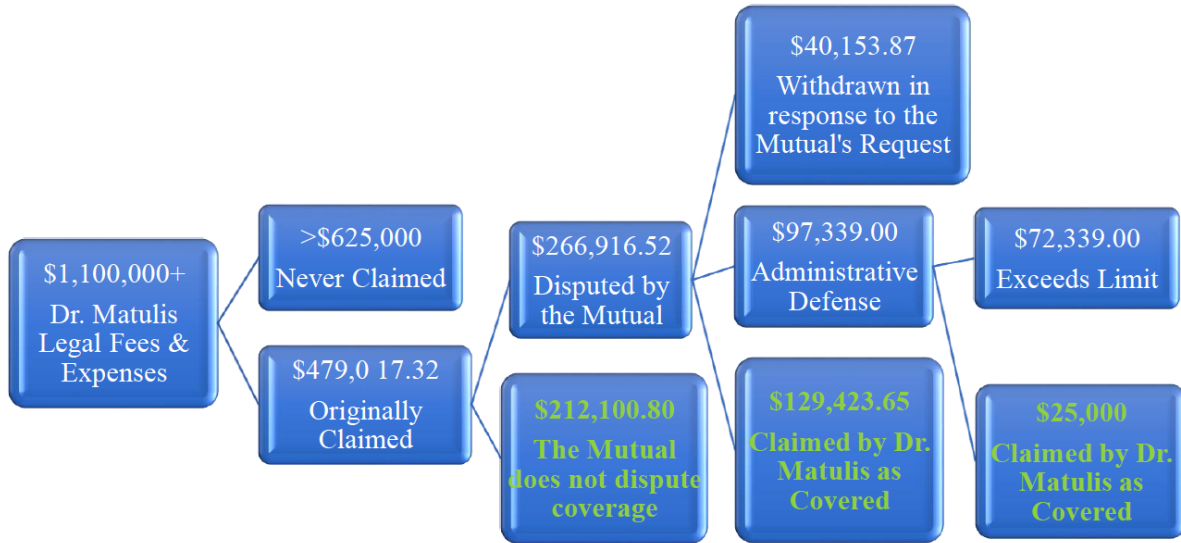 $1,100,000+
Dr. Matulis
Legal Fees &
Expenses
>$625,000
Never Claimed
$479,0 17.32
Originally
Claimed
$266,916.52
Disputed by
the Mutual
$212,100.80
The Mutual
does not dispute
coverage
$40,153.87
Withdrawn in
response to the
Mutual's Request
$97,339.00
Administrative
Defense
$129,423.65
Claimed by Dr.
Matulis as
Covered
$72,339.00
Exceeds Limit
$25,000
Claimed by Dr.
Matulis as
Covered